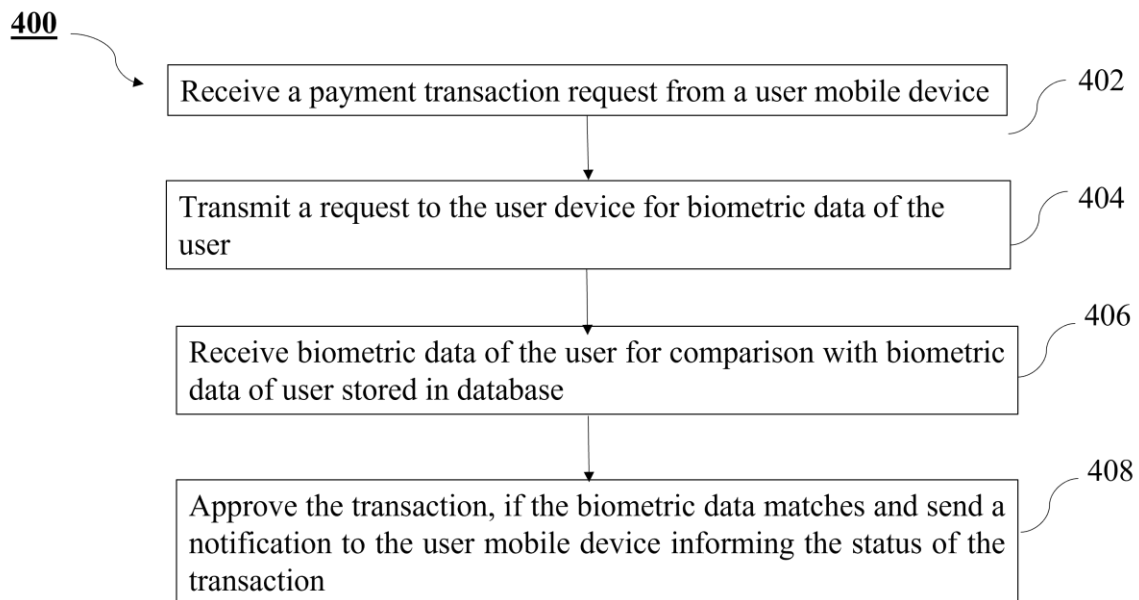 400
Receive a payment transaction request from a user mobile device
402
Transmit a request to the user device for biometric data of the
user
404
Receive biometric data of the user for comparison with biometric
data of user stored in database
406
Approve the transaction, if the biometric data matches and send a
notification to the user mobile device informing the status of the
transaction
408